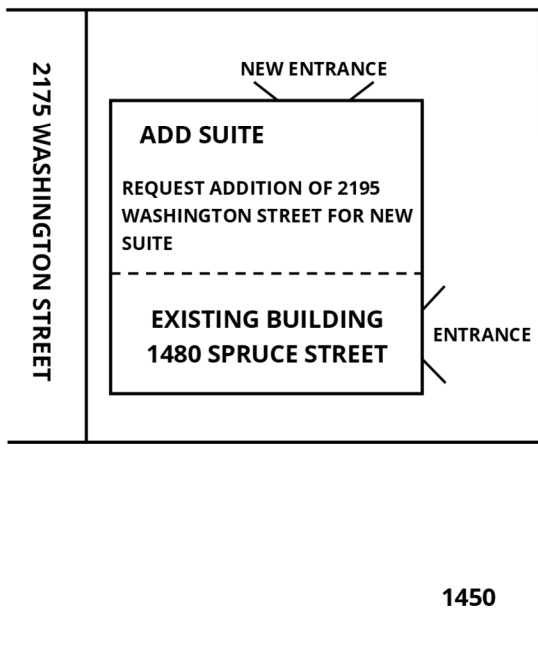 2175 WASHINGTON STREET
NEW ENTRANCE
ADD SUITE
REQUEST ADDITION OF 2195
WASHINGTON STREET FOR NEW
SUITE
EXISTING BUILDING
1480 SPRUCE STREET
ENTRANCE
1450